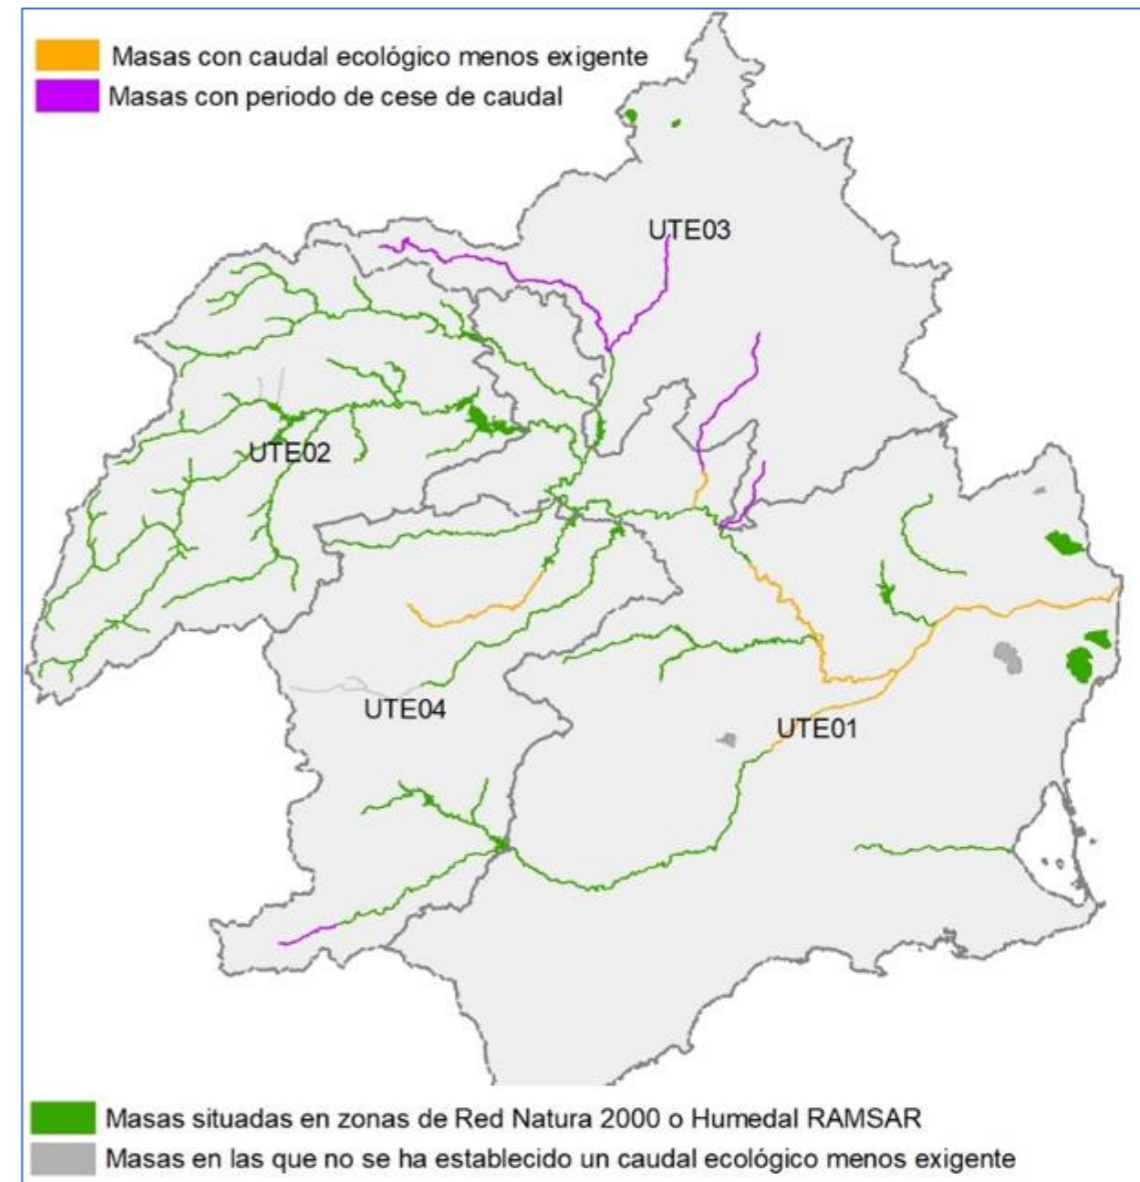 Masas con caudal ecológico menos exigente
Masas con periodo de cese de caudal
UTE03
UTE02
UTE04
UTE01
Masas situadas en zonas de Red Natura 2000 o Humedal RAMSAR
Masas en las que no se ha establecido un caudal ecológico menos exigente